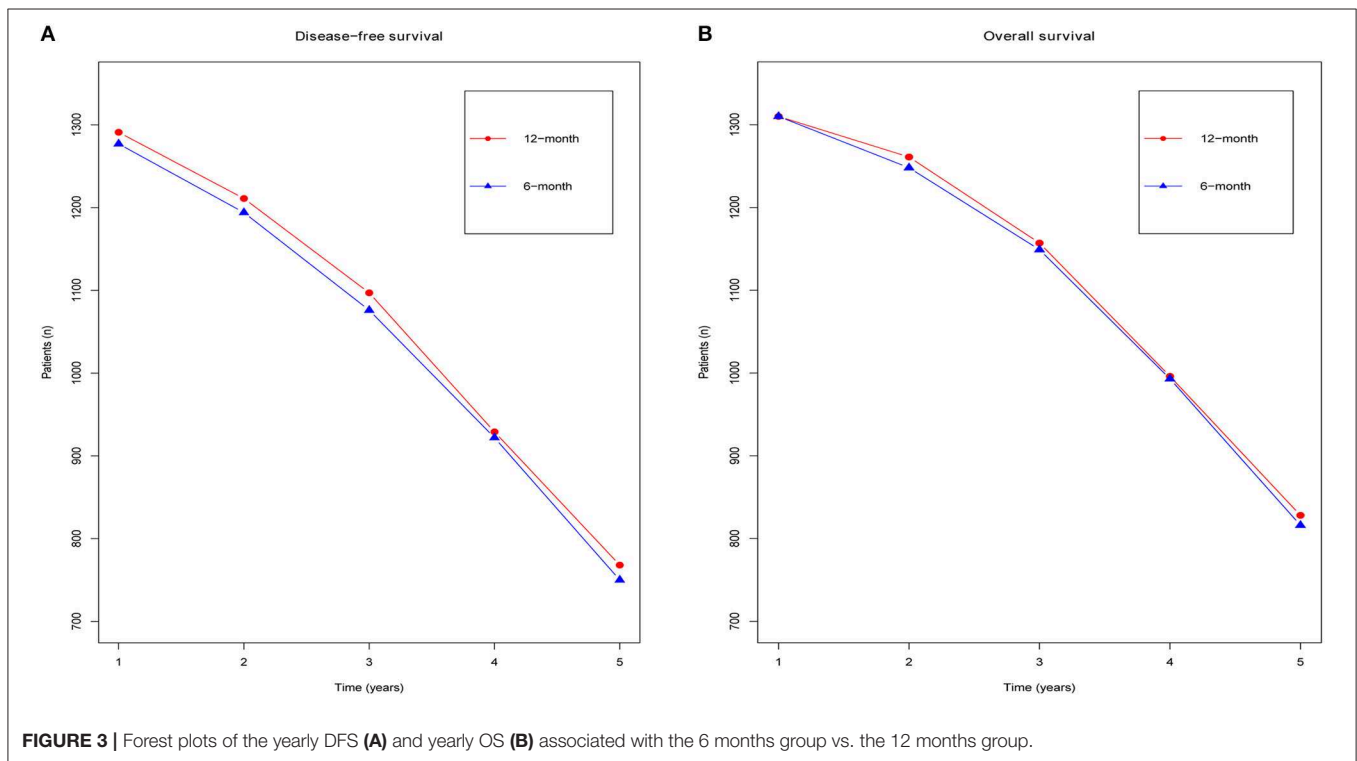 A
Disease-free survival
1300
1200
1100
1000
900
800
700
Patients (n)
12-month
6-month
1 2 3 4 5
Time (years)
B
Overall survival
1300
1200
1100
1000
900
800
700
Patients (n)
12-month
6-month
1 2 3 4 5
Time (years)
FIGURE 3 | Forest plots of the yearly DFS (A) and yearly OS (B) associated with the 6 months group vs. the 12 months group.